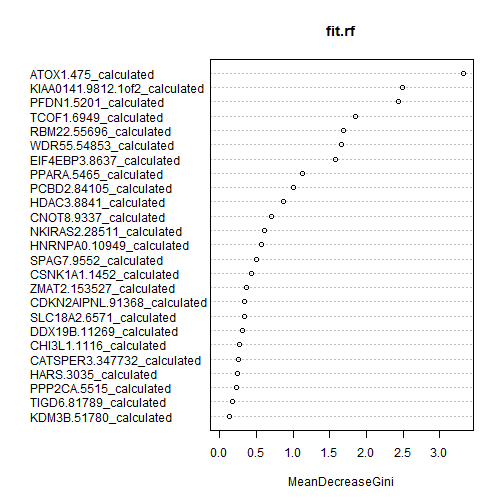 fit.rf
ATOX1.475_calculated
KIAA0141.9812.1of2_calculated
PFDN1.5201_calculated
TCOF1.6949_calculated
RBM22.55696_calculated
WDR55.54853_calculated
EIF4EBP3.8637_calculated
PPARA.5465_calculated
PCBD2.84105_calculated
HDAC3.8841_calculated
CNOT8.9337_calculated
NKIRAS2.28511_calculated
HNRNPA0.10949_calculated
SPAG7.9552_calculated
CSNK1A1.1452_calculated
ZMAT2.153527_calculated
CDKN2AIPNL.91368_calculated
SLC18A2.6571_calculated
DDX19B.11269_calculated
CHI3L1.1116_calculated
CATSPER3.347732_calculated
HARS.3035_calculated
PPP2CA.5515_calculated
TIGD6.81789_calculated
KDM3B.51780_calculated
0.0 0.5 1.0 1.5 2.0 2.5 3.0
MeanDecreaseGini